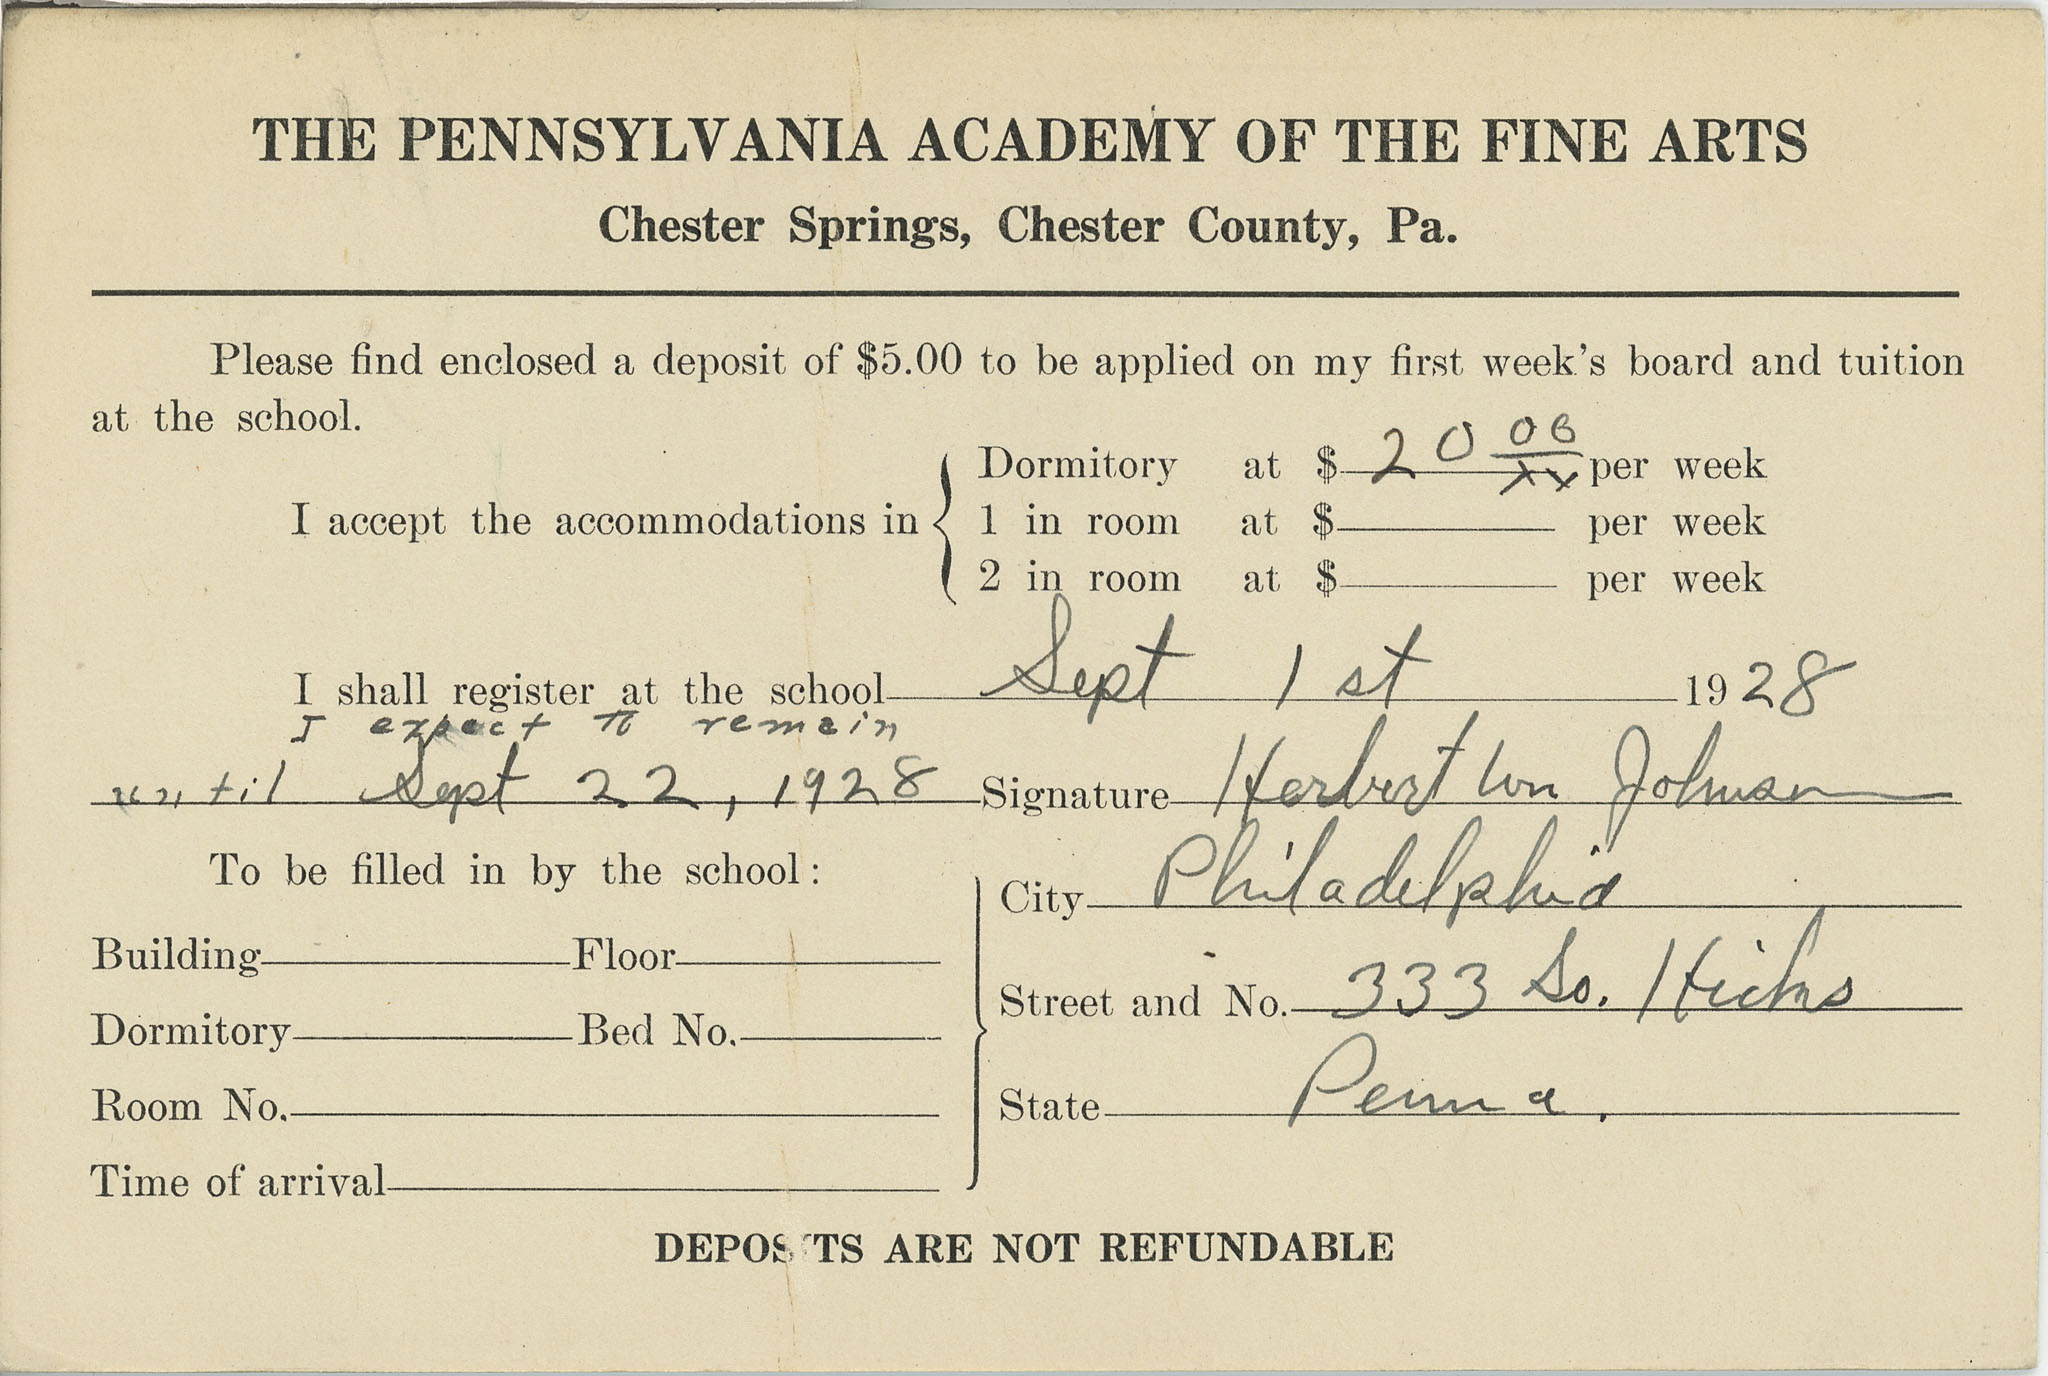 THE PENNSYLVANIA ACADEMY OF THE FINE ARTS
Chester Springs, Chester County, Pa.
Please find enclosed a deposit of $5.00 to be applied on my first week's board and tuition
at the school.
I accept the accommodations in
Dormitory at $ 20 00/xx per week
1 in room at $ per week
2 in room at $ per week
I shall register at the school Sept 1st 1928
I expect to remain
until Sept 22, 1928 Signature Herbert Wm Johnson
To be filled in by the school:
City Philadelphia
Building Floor
Street and No. 333 So. Hicks
Dormitory Bed No.
Room No.
State Penna.
Time of arrival
DEPOSITS ARE NOT REFUNDABLE